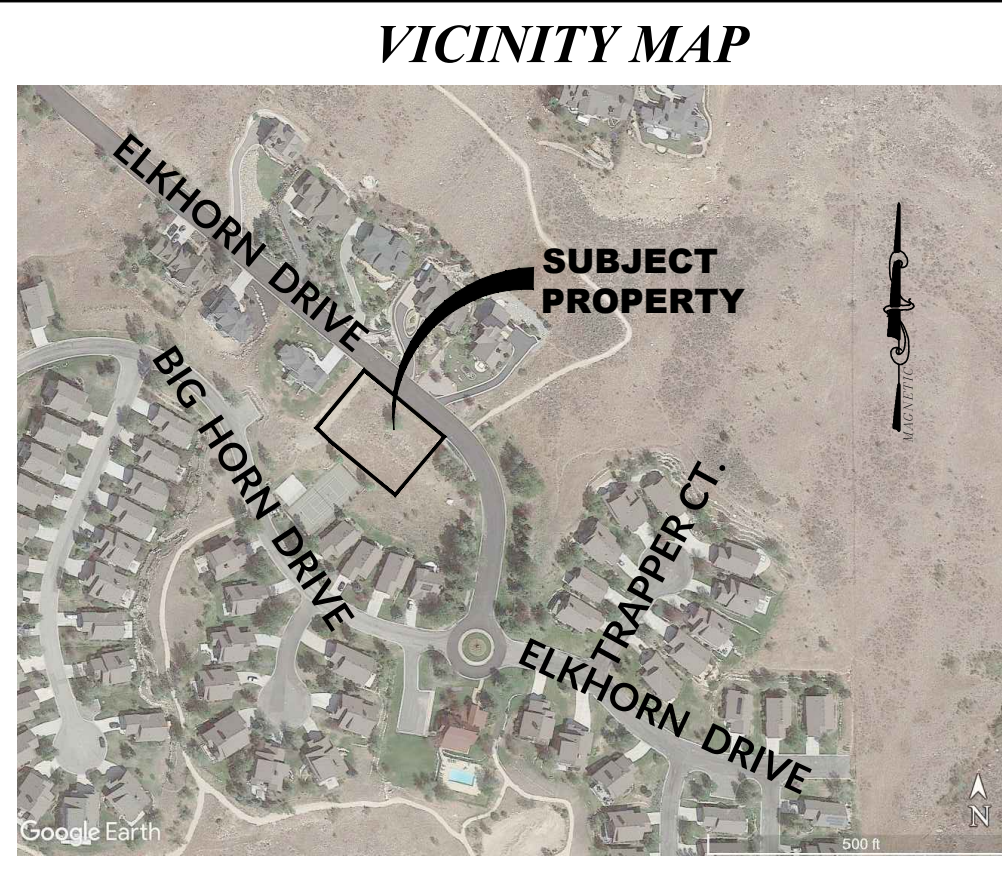 VICINITY MAP
ELKHORN DRIVE
SUBJECT
PROPERTY
MAGNETIC
BIG HORN DRIVE
TRAPPER CT.
ELKHORN DRIVE
N
Google Earth
500 ft